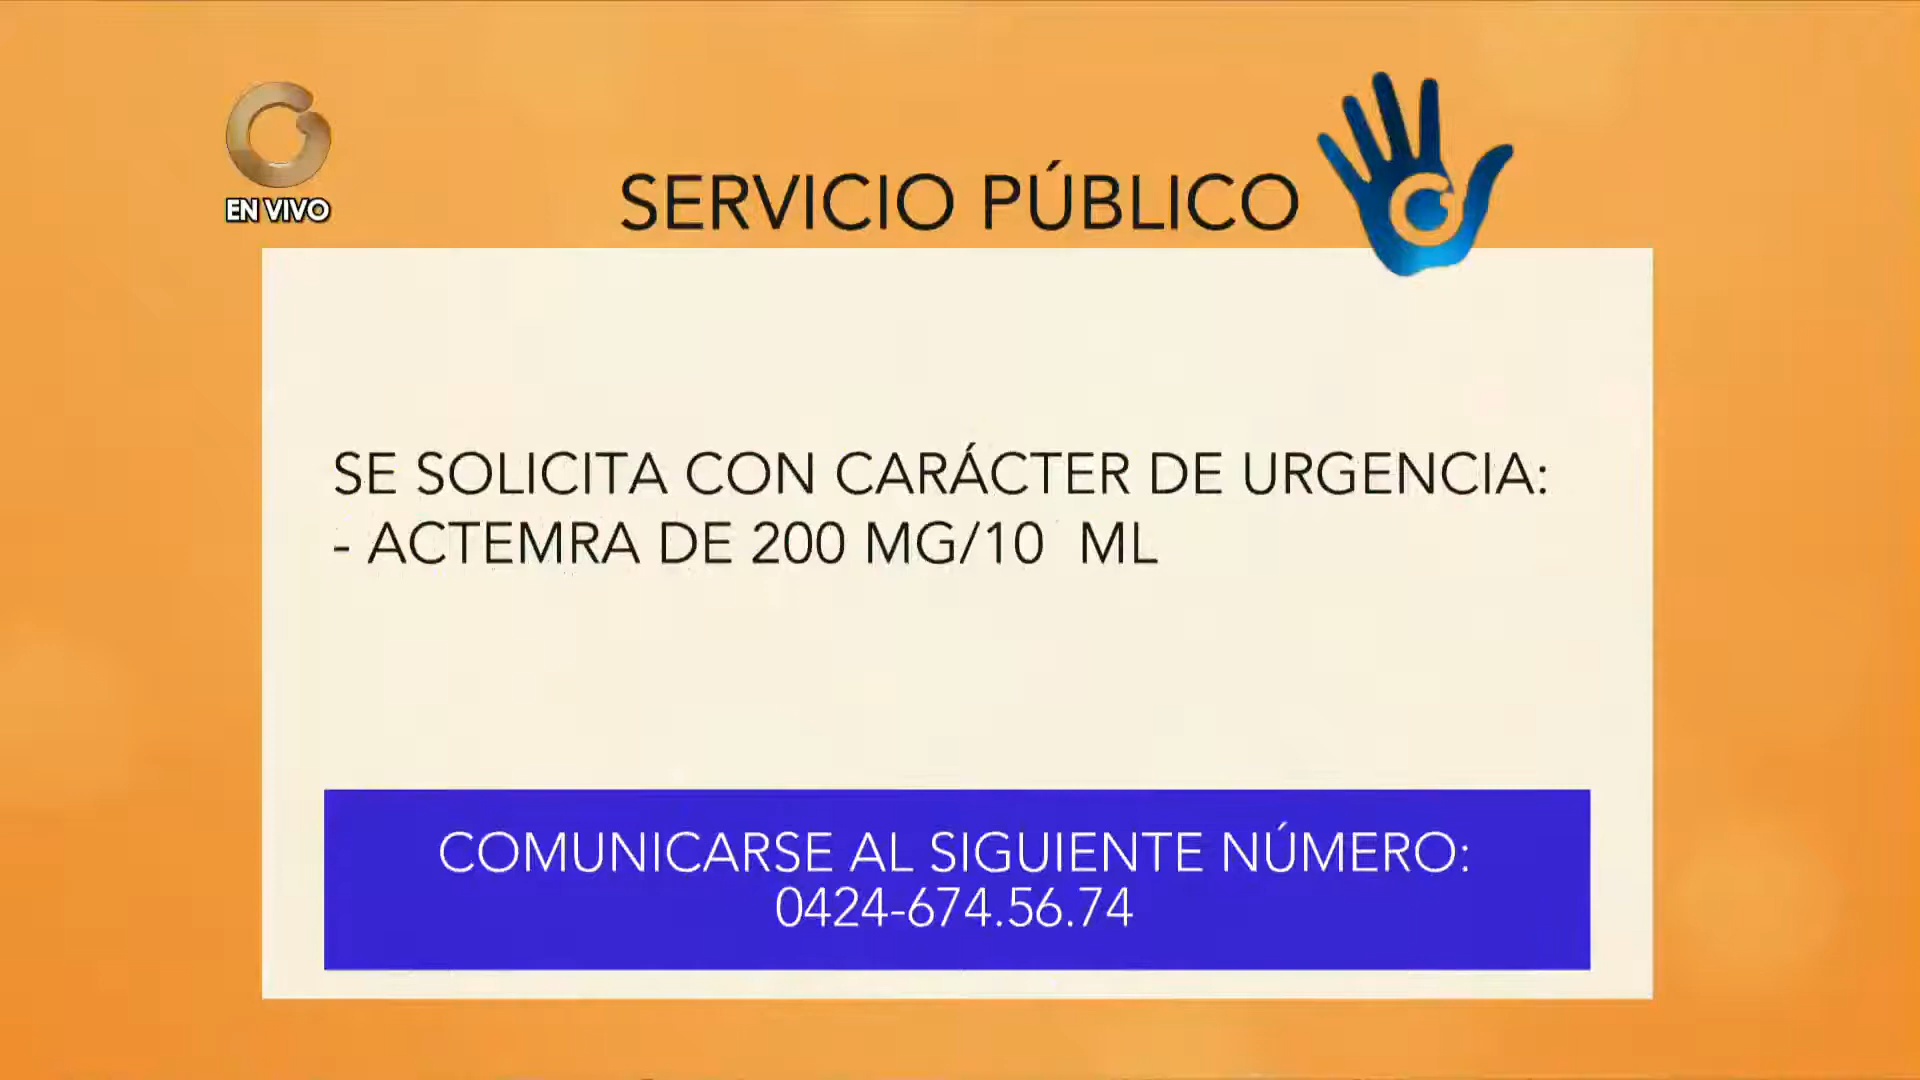 EN VIVO
SERVICIO PÚBLICO
SE SOLICITA CON CARÁCTER DE URGENCIA:
- ACTEMRA DE 200 MG/10  ML
COMUNICARSE AL SIGUIENTE NÚMERO:
0424-674.56.74